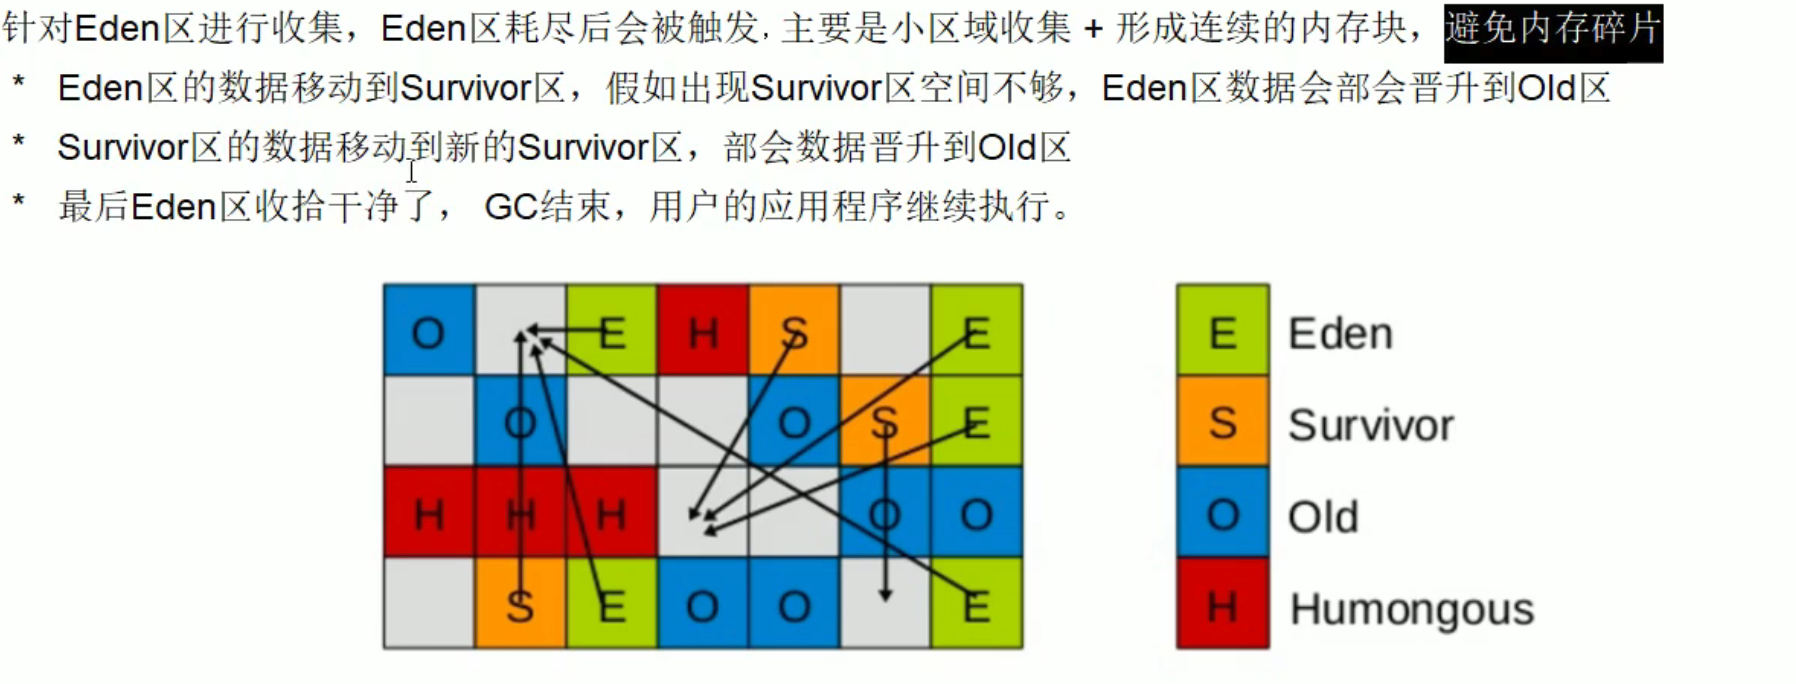 针对Eden区进行收集，Eden区耗尽后会被触发, 主要是小区域收集 + 形成连续的内存块，避免内存碎片
* Eden区的数据移动到Survivor区，假如出现Survivor区空间不够，Eden区数据会部会晋升到Old区
* Survivor区的数据移动到新的Survivor区，部会数据晋升到Old区
* 最后Eden区收拾干净了， GC结束，用户的应用程序继续执行。
O E H S E
E Eden
O O S E
S Survivor
H H H O O
O Old
S E O O E
H Humongous